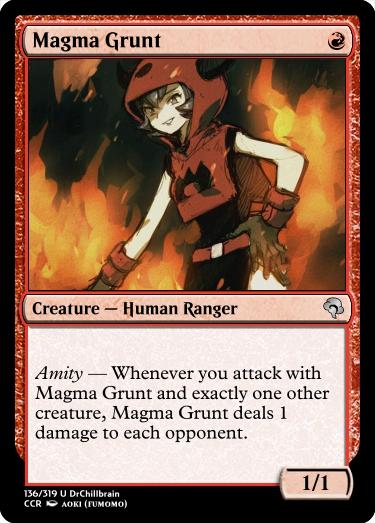 Magma Grunt
Creature — Human Ranger
Amity — Whenever you attack with
Magma Grunt and exactly one other
creature, Magma Grunt deals 1
damage to each opponent.
1/1
136/319 U DrChillbrain
CCR AOKI (FUMOMO)